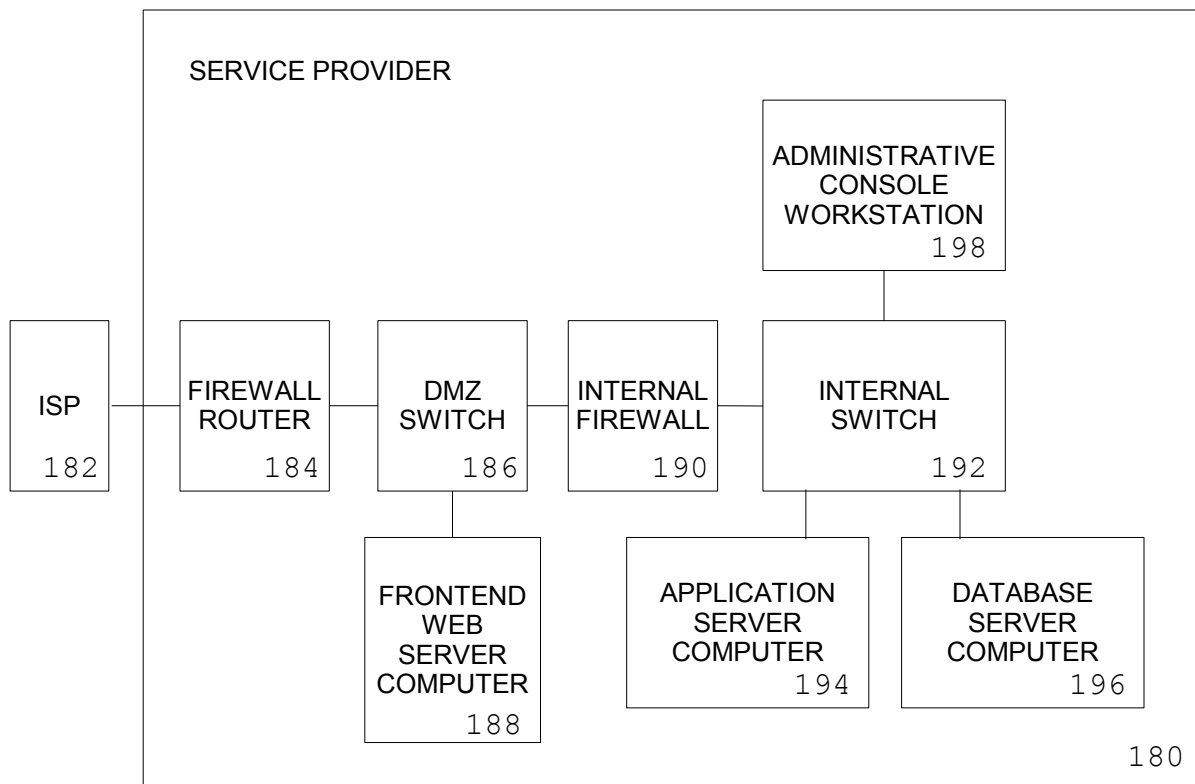 SERVICE PROVIDER
ADMINISTRATIVE
CONSOLE
WORKSTATION
198
ISP
182
FIREWALL
ROUTER
184
DMZ
SWITCH
186
INTERNAL
FIREWALL
190
INTERNAL
SWITCH
192
FRONTEND
WEB
SERVER
COMPUTER
188
APPLICATION
SERVER
COMPUTER
194
DATABASE
SERVER
COMPUTER
196
180